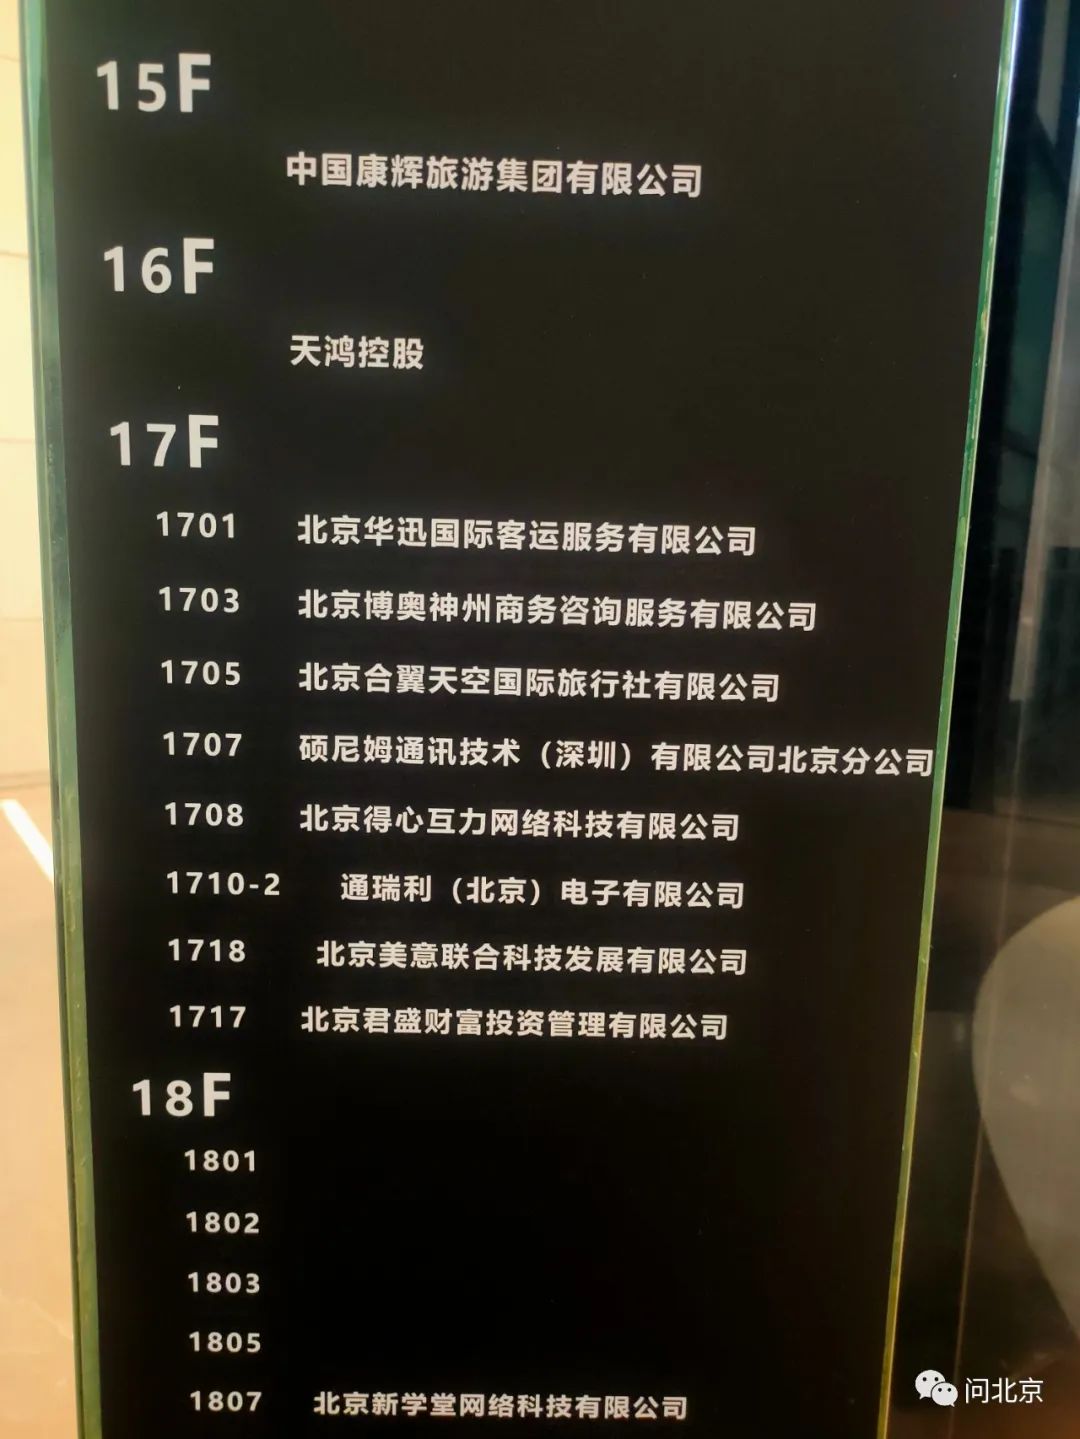 15F
中国康辉旅游集团有限公司
16F
天鸿控股
17F
1701 北京华迅国际客运服务有限公司
1703 北京博奥神州商务咨询服务有限公司
1705 北京合翼天空国际旅行社有限公司
1707 硕尼姆通讯技术（深圳）有限公司北京分公司
1708 北京得心互力网络科技有限公司
1710-2 通瑞利（北京）电子有限公司
1718 北京美意联合科技发展有限公司
1717 北京君盛财富投资管理有限公司
18F
1801
1802
1803
1805
1807 北京新学堂网络科技有限公司
问北京